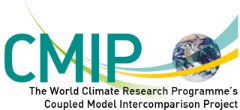 CMIP
The World Climate Research Programme's
Coupled Model Intercomparison Project